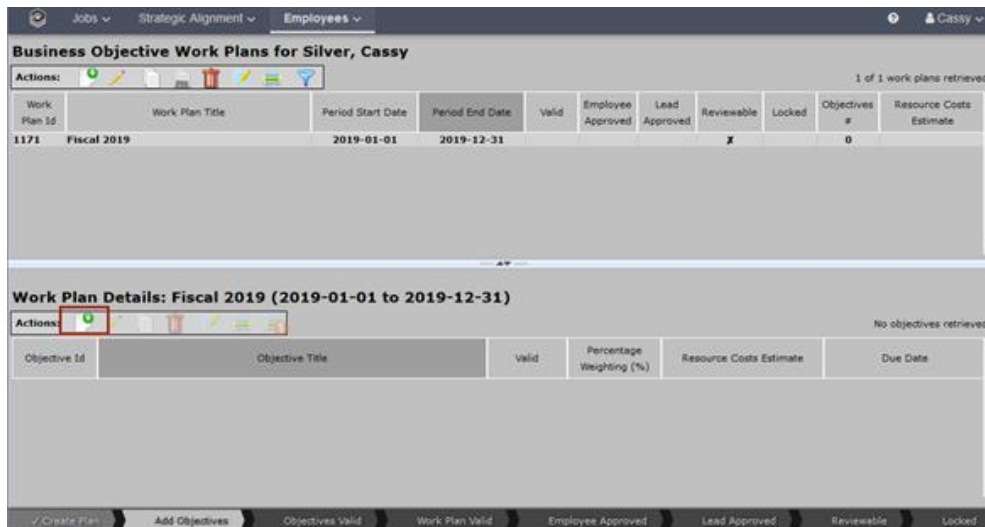 Jobs Strategic Alignment Employees Cassy
Business Objective Work Plans for Silver, Cassy
Actions: 1 of 1 work plans retrieved
Work Plan Id Work Plan Title Period Start Date Period End Date Valid Employee Approved Lead Approved Reviewable Locked Objectives # Resource Costs Estimate
1171 Fiscal 2019 2019-01-01 2019-12-31 ✗ 0
Work Plan Details: Fiscal 2019 (2019-01-01 to 2019-12-31)
Actions: No objectives retrieved
Objective Id Objective Title Valid Percentage Weighting (%) Resource Costs Estimate Due Date
✓ Create Plan Add Objectives Objectives Valid Work Plan Valid Employee Approved Lead Approved Reviewable Locked